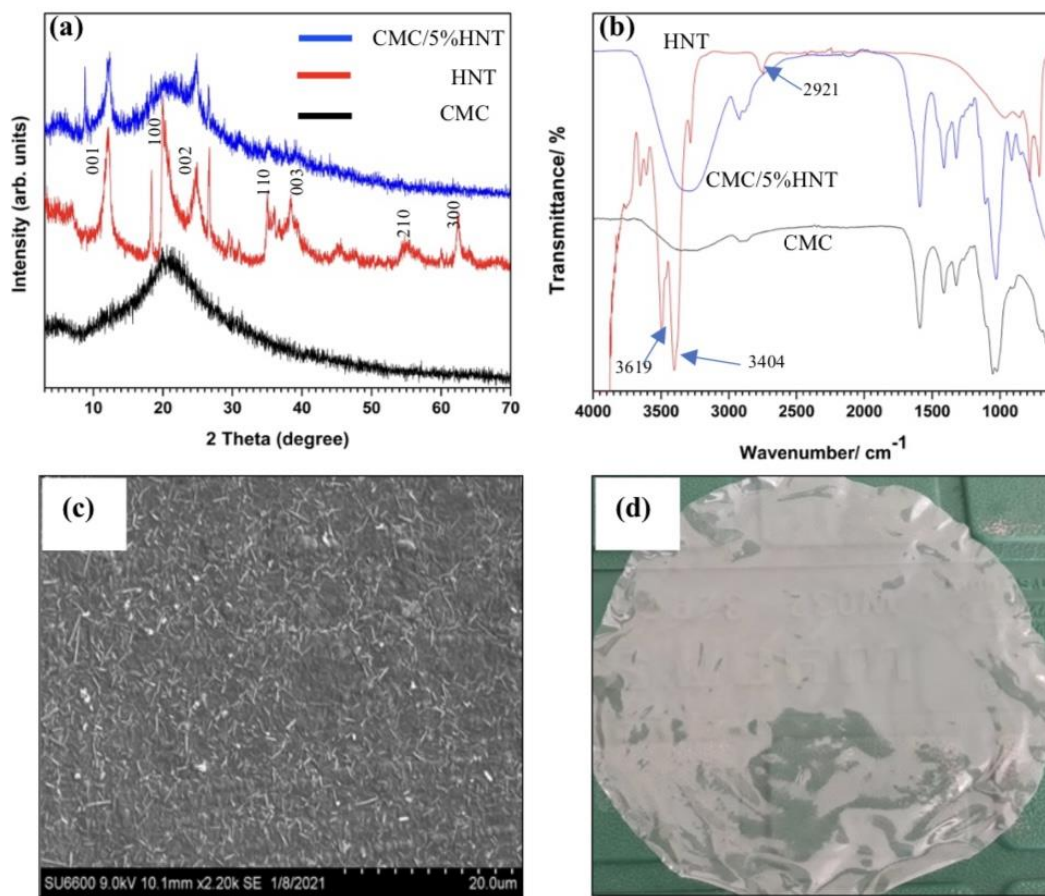 (a)
CMC/5%HNT
HNT
CMC
001
100
002
110
003
210
300
Intensity (arb. units)
10 20 30 40 50 60 70
2 Theta (degree)
(b)
HNT
2921
CMC/5%HNT
CMC
3619
3404
Transmittance/ %
4000 3500 3000 2500 2000 1500 1000
Wavenumber/ cm⁻¹
(c)
SU6600 9.0kV 10.1mm x2.20k SE 1/8/2021 20.0um
(d)